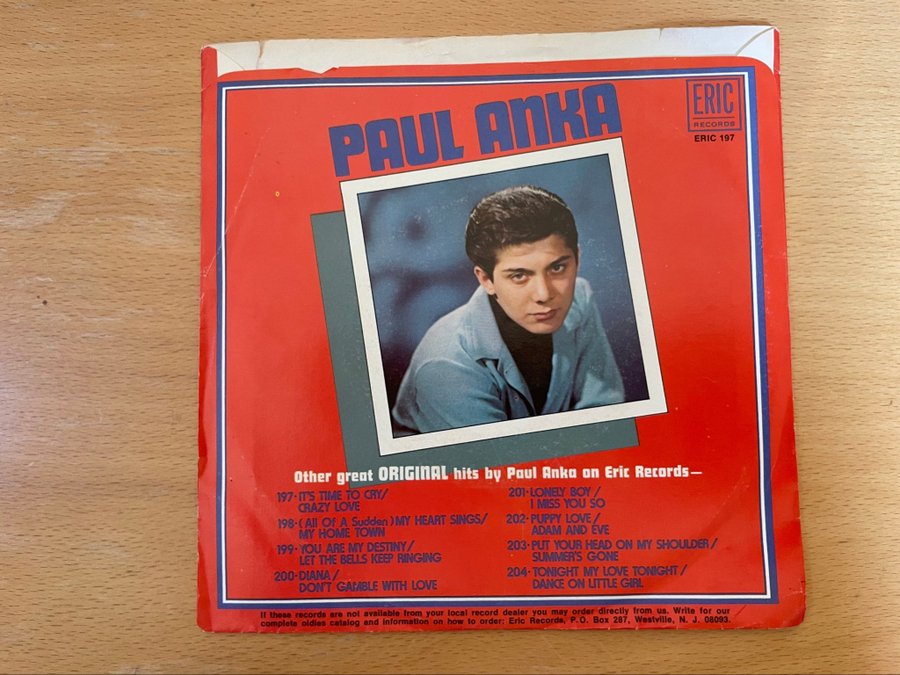 PAUL ANKA
ERIC
RECORDS
ERIC 197
Other great ORIGINAL hits by Paul Anka on Eric Records—
197·IT'S TIME TO CRY/
CRAZY LOVE
198·(All Of A Sudden) MY HEART SINGS/
MY HOME TOWN
199·YOU ARE MY DESTINY/
LET THE BELLS KEEP RINGING
200·DIANA/
DON'T GAMBLE WITH LOVE
201·LONELY BOY/
I MISS YOU SO
202·PUPPY LOVE/
ADAM AND EVE
203·PUT YOUR HEAD ON MY SHOULDER/
SUMMER'S GONE
204·TONIGHT MY LOVE TONIGHT/
DANCE ON LITTLE GIRL
If these records are not available from your local record dealer you may order directly from us. Write for our
complete oldies catalog and information on how to order: Eric Records, P.O. Box 287, Westville, N. J. 08093.